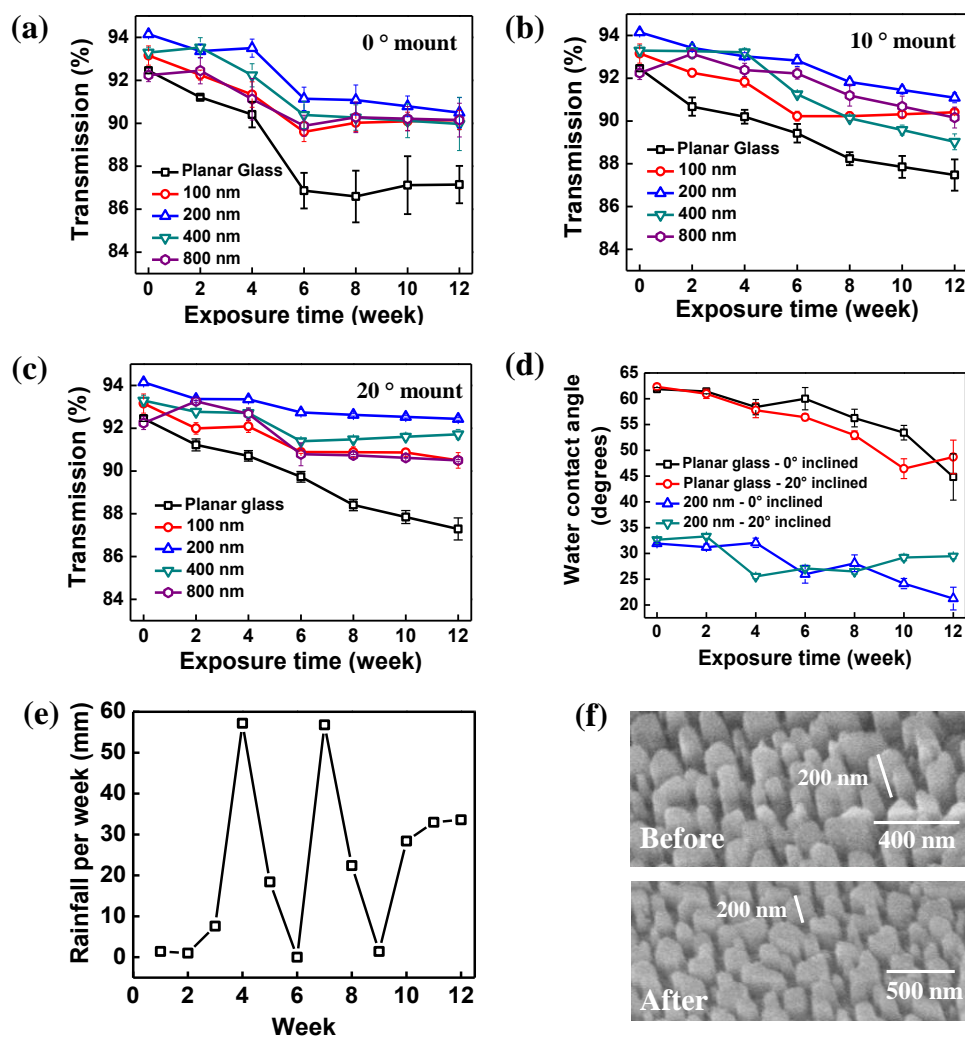 (a)
0 ° mount
Transmission (%)
94
92
90
88
86
84
Planar Glass
100 nm
200 nm
400 nm
800 nm
0 2 4 6 8 10 12
Exposure time (week)
(b)
10 ° mount
Transmission (%)
94
92
90
88
86
84
Planar Glass
100 nm
200 nm
400 nm
800 nm
0 2 4 6 8 10 12
Exposure time (week)
(c)
20 ° mount
Transmission (%)
94
92
90
88
86
84
Planar glass
100 nm
200 nm
400 nm
800 nm
0 2 4 6 8 10 12
Exposure time (week)
(d)
Water contact angle
(degrees)
65
60
55
50
45
40
35
30
25
20
Planar glass - 0° inclined
Planar glass - 20° inclined
200 nm - 0° inclined
200 nm - 20° inclined
0 2 4 6 8 10 12
Exposure time (week)
(e)
Rainfall per week (mm)
60
50
40
30
20
10
0
0 2 4 6 8 10 12
Week
(f)
200 nm
Before
400 nm
200 nm
After
500 nm